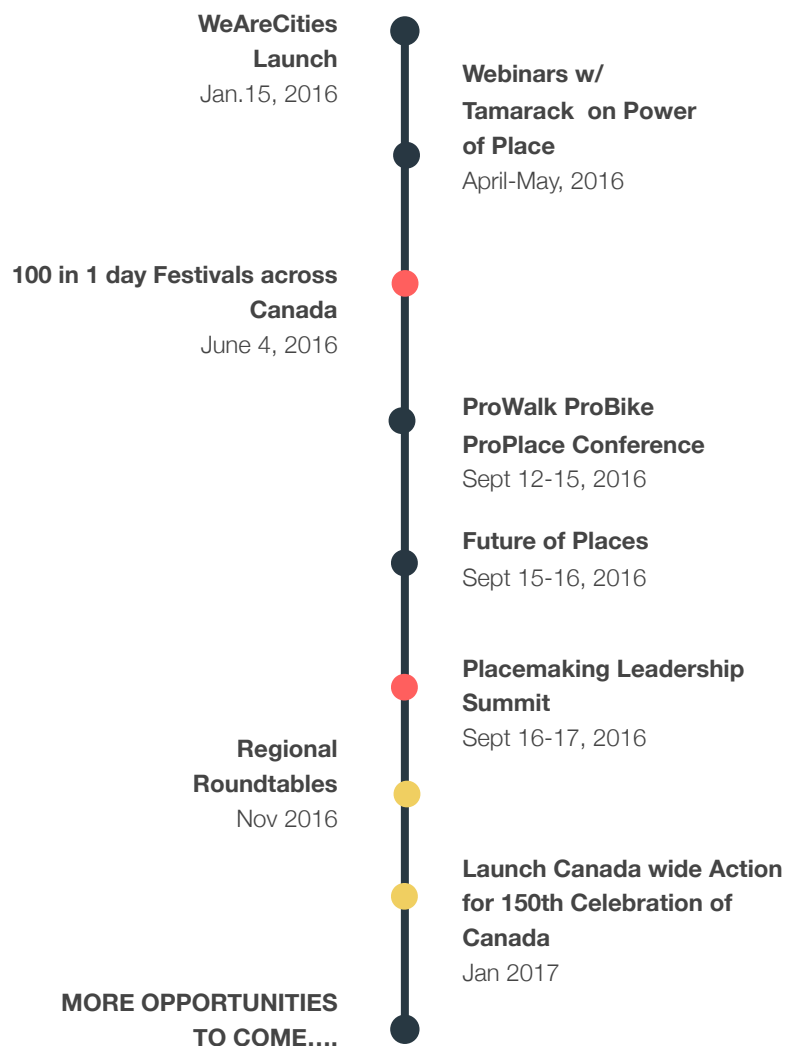 WeAreCities
Launch
Jan.15, 2016
Webinars w/
Tamarack  on Power
of Place
April-May, 2016
100 in 1 day Festivals across
Canada
June 4, 2016
ProWalk ProBike
ProPlace Conference
Sept 12-15, 2016
Future of Places
Sept 15-16, 2016
Placemaking Leadership
Summit
Sept 16-17, 2016
Regional
Roundtables
Nov 2016
Launch Canada wide Action
for 150th Celebration of
Canada
Jan 2017
MORE OPPORTUNITIES
TO COME....